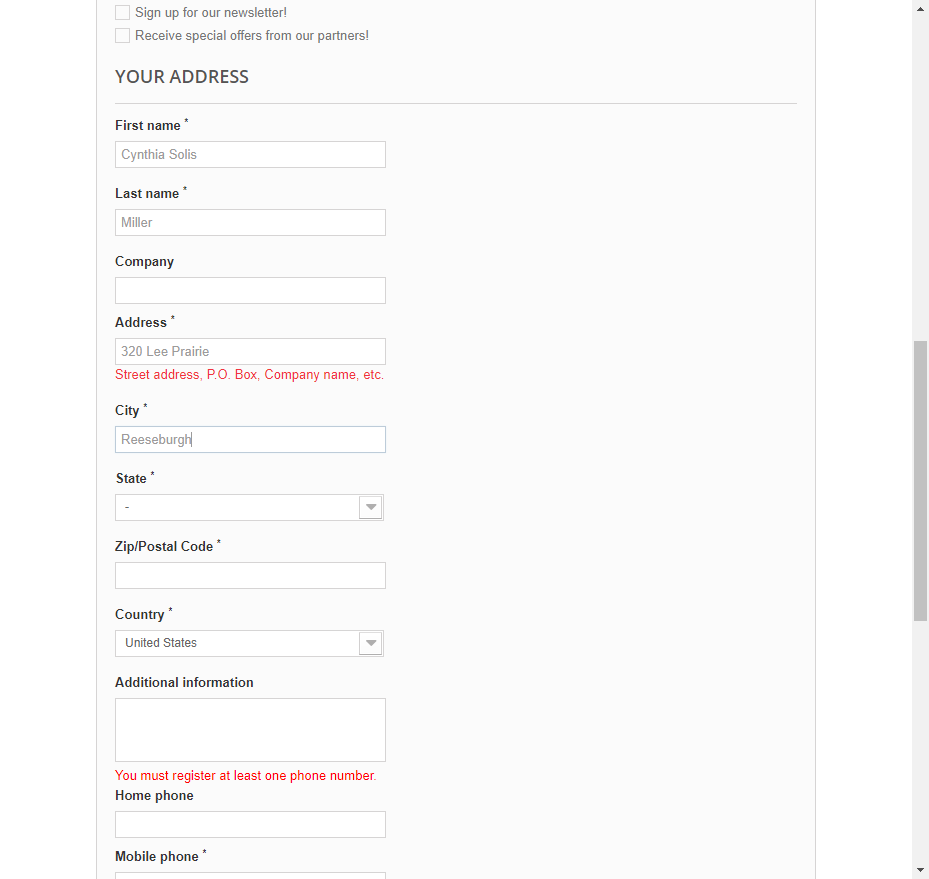 Sign up for our newsletter!
Receive special offers from our partners!
YOUR ADDRESS
First name *
Cynthia Solis
Last name *
Miller
Company
Address *
320 Lee Prairie
Street address, P.O. Box, Company name, etc.
City *
Reeseburgh
State *
-
Zip/Postal Code *
Country *
United States
Additional information
You must register at least one phone number.
Home phone
Mobile phone *